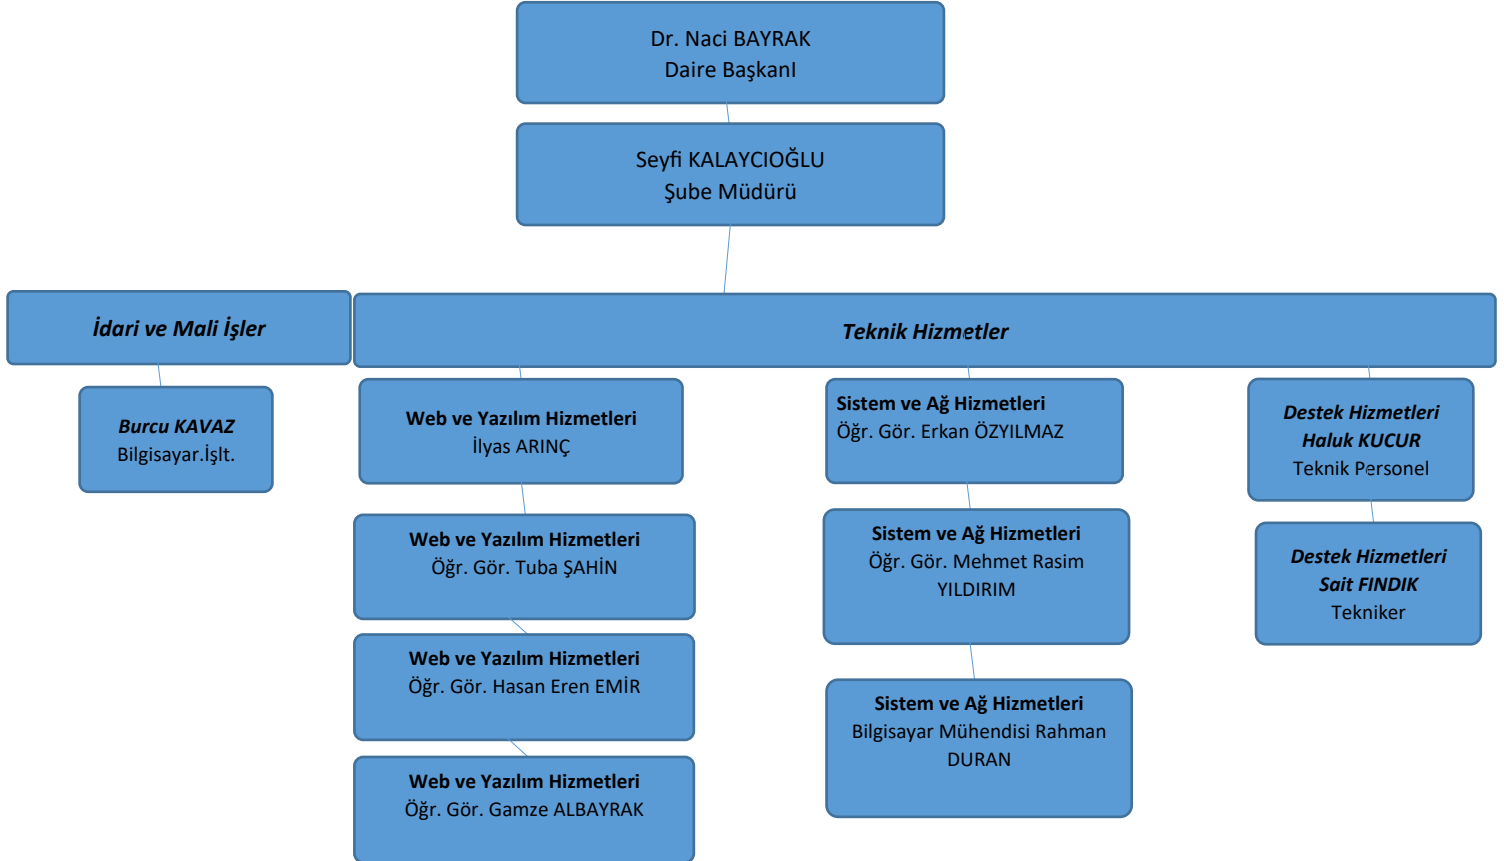 Dr. Naci BAYRAK
Daire BaşkanI
Seyfi KALAYCIOĞLU
Şube Müdürü
İdari ve Mali İşler
Teknik Hizmetler
Burcu KAVAZ
Bilgisayar.İşlt.
Web ve Yazılım Hizmetleri
İlyas ARINÇ
Web ve Yazılım Hizmetleri
Öğr. Gör. Tuba ŞAHİN
Web ve Yazılım Hizmetleri
Öğr. Gör. Hasan Eren EMİR
Web ve Yazılım Hizmetleri
Öğr. Gör. Gamze ALBAYRAK
Sistem ve Ağ Hizmetleri
Öğr. Gör. Erkan ÖZYILMAZ
Sistem ve Ağ Hizmetleri
Öğr. Gör. Mehmet Rasim
YILDIRIM
Sistem ve Ağ Hizmetleri
Bilgisayar Mühendisi Rahman
DURAN
Destek Hizmetleri
Haluk KUCUR
Teknik Personel
Destek Hizmetleri
Sait FINDIK
Tekniker